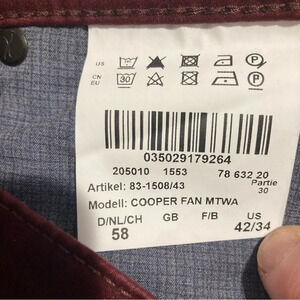 US
CN
EU
30
P
P
035029179264
205010 1553 78 632 20
Artikel: 83-1508/43 Partie
30
Modell: COOPER FAN MTWA
D/NL/CH GB F/B US
58 42/34